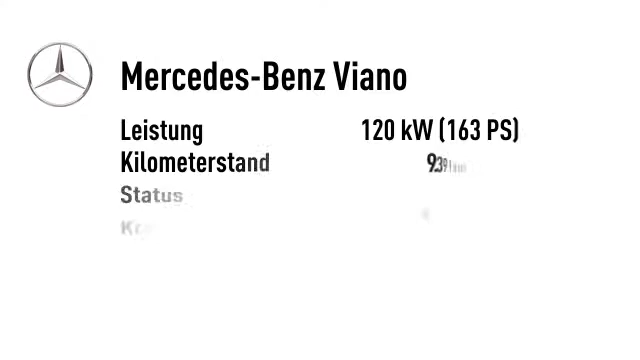 Mercedes-Benz Viano
Leistung 120 kW (163 PS)
Kilometerstand
Status